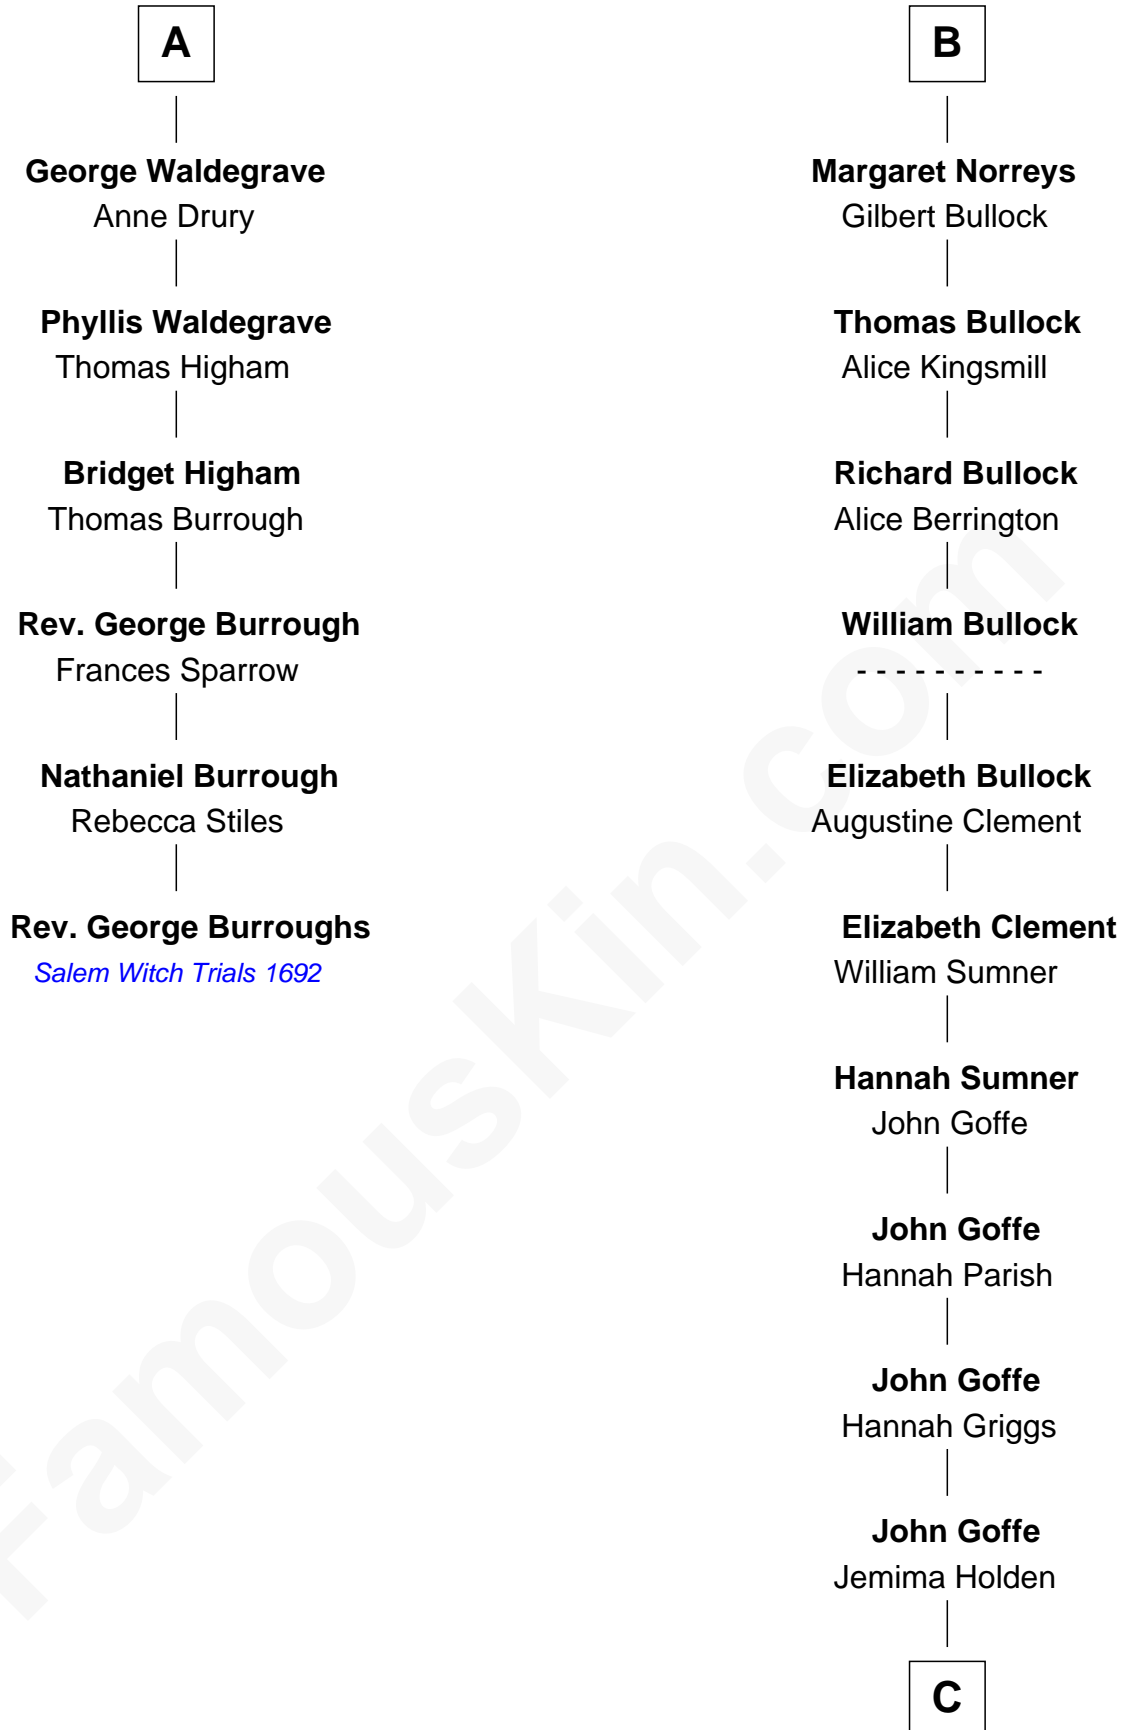 A
George Waldegrave
Anne Drury
Phyllis Waldegrave
Thomas Higham
Bridget Higham
Thomas Burrough
Rev. George Burrough
Frances Sparrow
Nathaniel Burrough
Rebecca Stiles
Rev. George Burroughs
Salem Witch Trials 1692
B
Margaret Norreys
Gilbert Bullock
Thomas Bullock
Alice Kingsmill
Richard Bullock
Alice Berrington
William Bullock
- - - - - - - - - -
Elizabeth Bullock
Augustine Clement
Elizabeth Clement
William Sumner
Hannah Sumner
John Goffe
John Goffe
Hannah Parish
John Goffe
Hannah Griggs
John Goffe
Jemima Holden
C
FamousKin.com